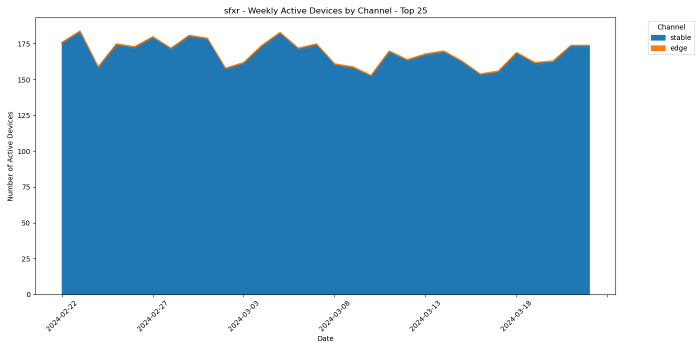 sfxr - Weekly Active Devices by Channel - Top 25
Channel
stable
edge
Number of Active Devices
175
150
125
100
75
50
25
0
2024-02-22
2024-02-27
2024-03-03
2024-03-08
2024-03-13
2024-03-18
Date